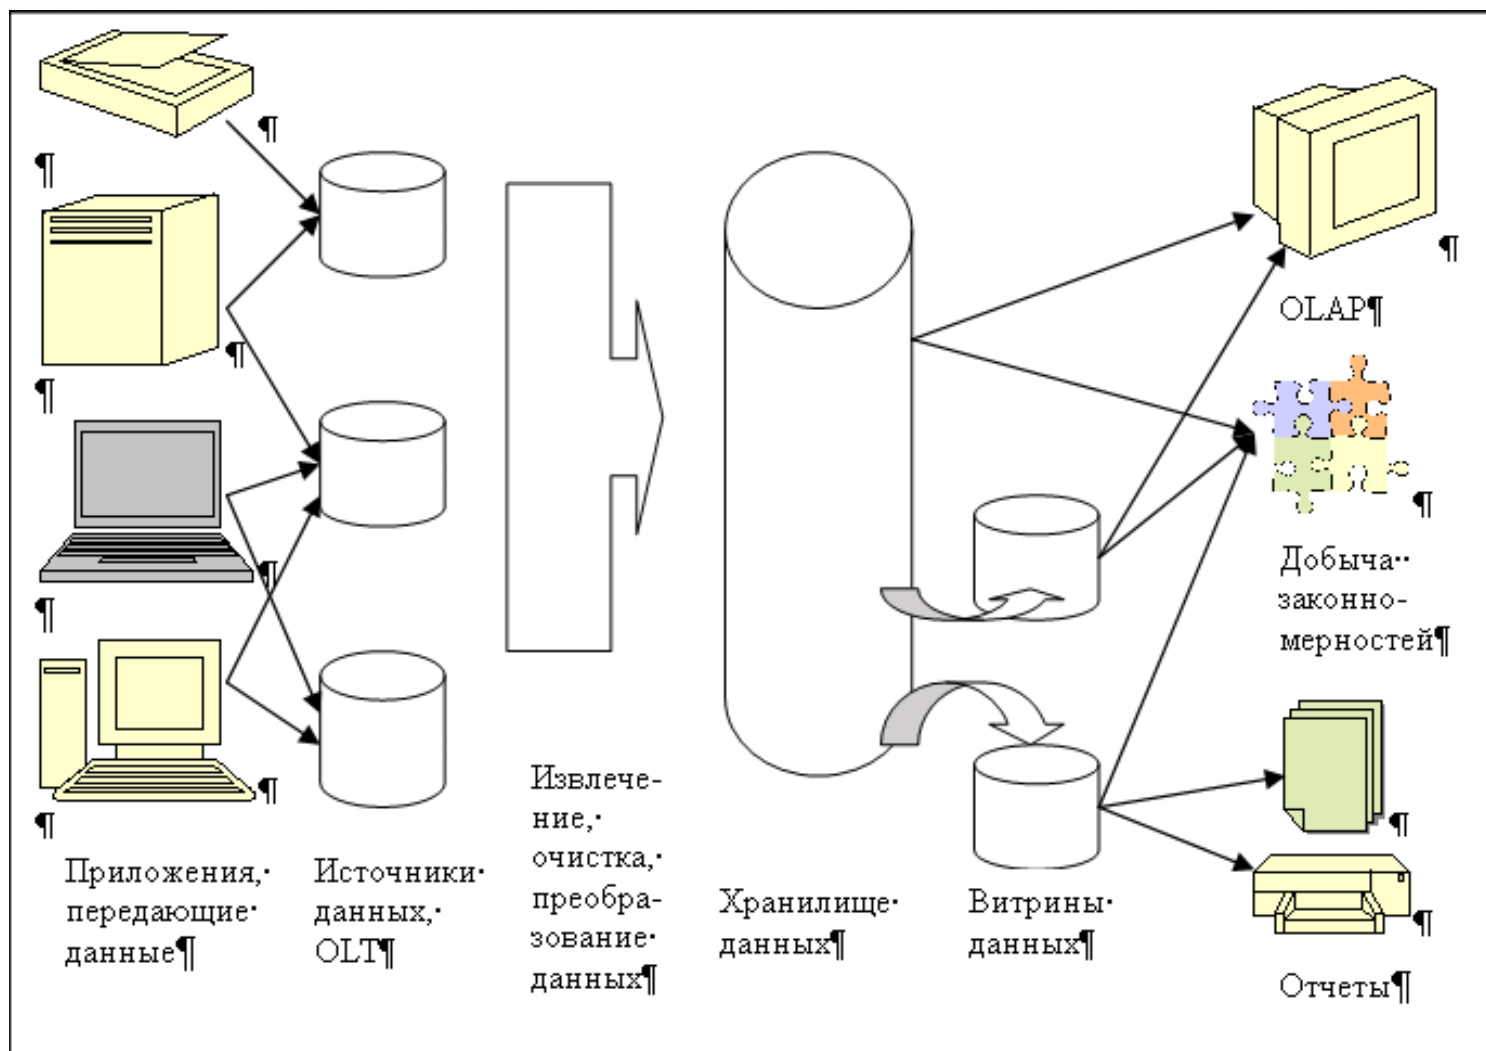 Приложения,
передающие
данные¶
Источники
данных,
OLT¶
Извлече-
ние,
очистка,
преобра-
зование
данных¶
Хранилище
данных¶
Витрины
данных¶
OLAP¶
Добыча
законно-
мерностей¶
Отчеты¶